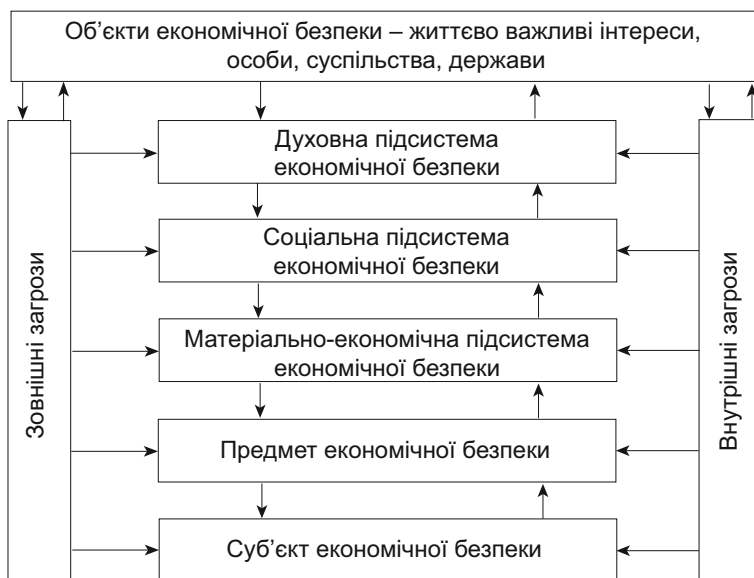 Об’єкти економічної безпеки – життєво важливі інтереси,
особи, суспільства, держави
Зовнішні загрози
Духовна підсистема
економічної безпеки
Соціальна підсистема
економічної безпеки
Матеріально-економічна підсистема
економічної безпеки
Предмет економічної безпеки
Суб’єкт економічної безпеки
Внутрішні загрози